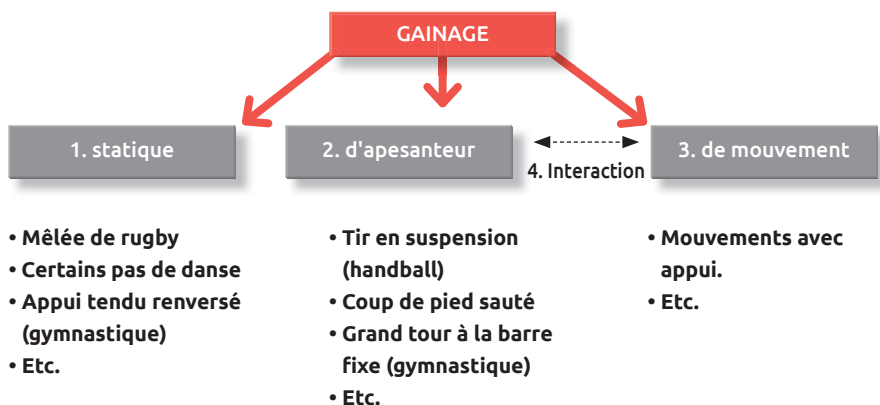 GAINAGE
1. statique
2. d'apesanteur
3. de mouvement
4. Interaction
• Mêlée de rugby
• Certains pas de danse
• Appui tendu renversé
(gymnastique)
• Etc.
• Tir en suspension
(handball)
• Coup de pied sauté
• Grand tour à la barre
fixe (gymnastique)
• Etc.
• Mouvements avec
appui.
• Etc.